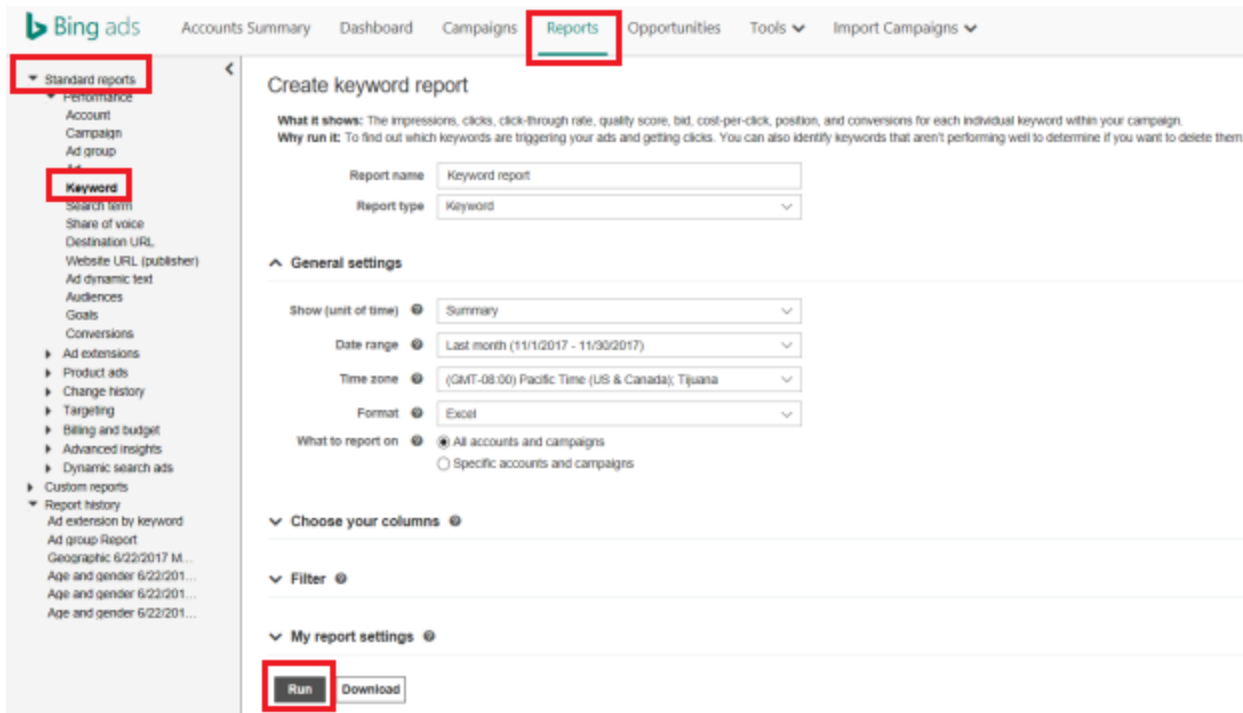 Bing ads Accounts Summary Dashboard Campaigns Reports Opportunities Tools Import Campaigns
Standard reports
Performance
Account
Campaign
Ad group
Ad
Keyword
Search term
Share of voice
Destination URL
Website URL (publisher)
Ad dynamic text
Audiences
Goals
Conversions
Ad extensions
Product ads
Change history
Targeting
Billing and budget
Advanced insights
Dynamic search ads
Custom reports
Report history
Ad extension by keyword
Ad group Report
Geographic 6/22/2017 M...
Age and gender 6/22/201...
Age and gender 6/22/201...
Age and gender 6/22/201...
Create keyword report
What it shows: The impressions, clicks, click-through rate, quality score, bid, cost-per-click, position, and conversions for each individual keyword within your campaign.
Why run it: To find out which keywords are triggering your ads and getting clicks. You can also identify keywords that aren't performing well to determine if you want to delete them
Report name Keyword report
Report type Keyword
General settings
Show (unit of time) Summary
Date range Last month (11/1/2017 - 11/30/2017)
Time zone (GMT-08:00) Pacific Time (US & Canada); Tijuana
Format Excel
What to report on All accounts and campaigns
Specific accounts and campaigns
Choose your columns
Filter
My report settings
Run Download